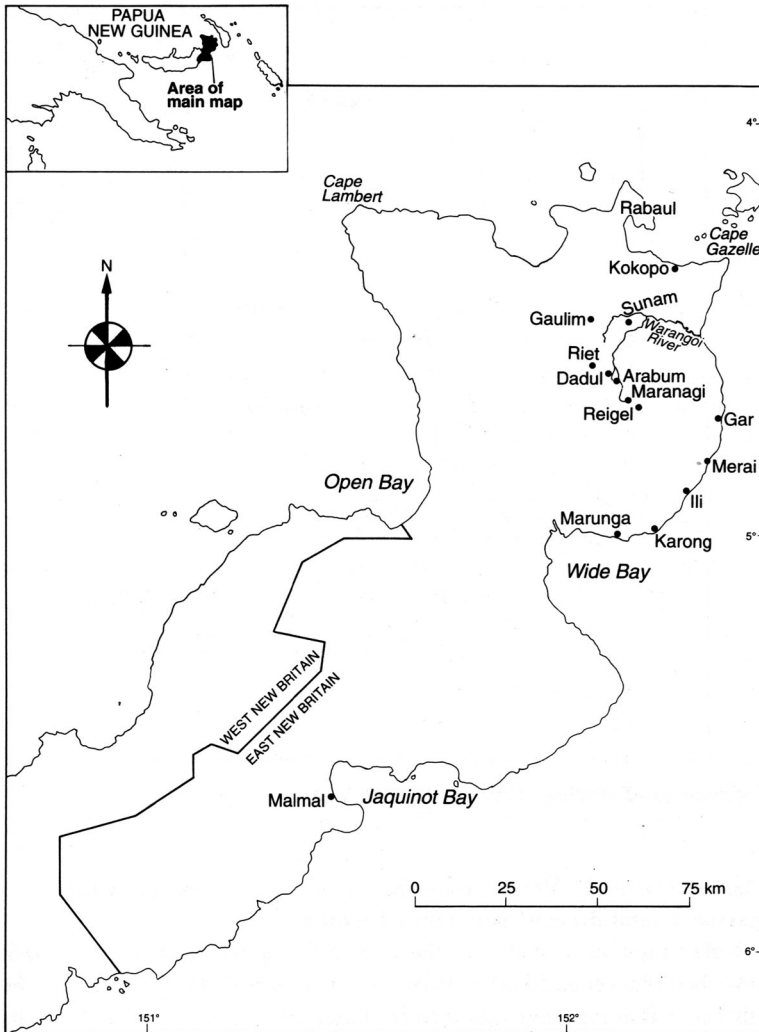 PAPUA
NEW GUINEA
Area of
main map
4°
Cape
Lambert
Rabaul
Cape
Gazelle
Kokopo
N
Sunam
Gaulim
Warangoi
River
Riet
Dadul
Arabum
Maranagi
Reigel
Gar
Merai
Open Bay
Ili
Marunga
Karong
5°
Wide Bay
WEST NEW BRITAIN
EAST NEW BRITAIN
Malmal
Jaquinot Bay
0 25 50 75 km
6°
151°
152°